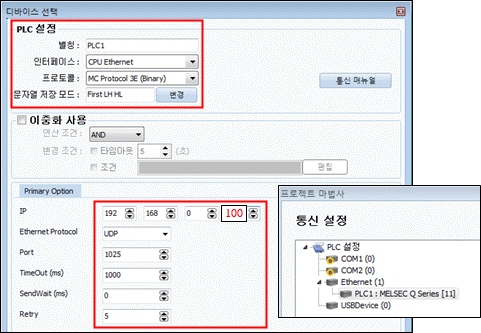 디바이스 선택
PLC 설정
별칭 : PLC1
인터페이스 : CPU Ethernet
프로토콜 : MC Protocol 3E (Binary)
통신 매뉴얼
문자열 저장 모드 : First LH HL 변경
이중화 사용
연산 조건 : AND
변경 조건 : 타임아웃 5 (초)
조건 편집
Primary Option
IP 192 168 0 100
Ethernet Protocol UDP
Port 1025
TimeOut (ms) 1000
SendWait (ms) 0
Retry 5
프로젝트 마법사
통신 설정
PLC 설정
COM1 (0)
COM2 (0)
Ethernet (1)
PLC1 : MELSEC Q Series [11]
USBDevice (0)